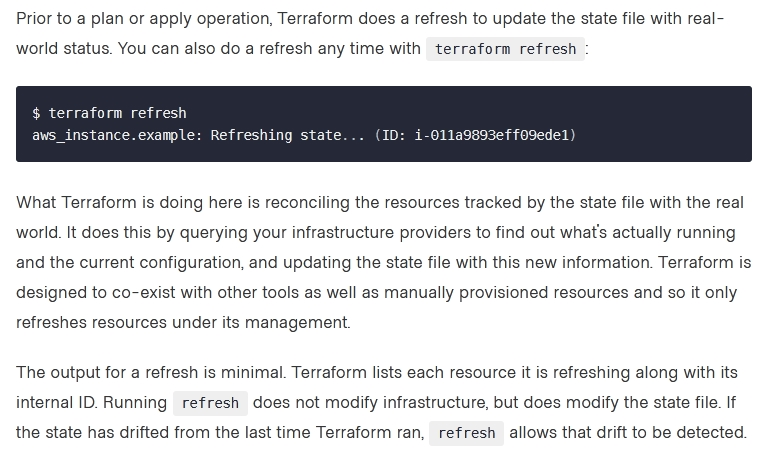 Prior to a plan or apply operation, Terraform does a refresh to update the state file with real-
world status. You can also do a refresh any time with terraform refresh :
$ terraform refresh
aws_instance.example: Refreshing state... (ID: i-011a9893eff09ede1)
What Terraform is doing here is reconciling the resources tracked by the state file with the real
world. It does this by querying your infrastructure providers to find out what's actually running
and the current configuration, and updating the state file with this new information. Terraform is
designed to co-exist with other tools as well as manually provisioned resources and so it only
refreshes resources under its management.
The output for a refresh is minimal. Terraform lists each resource it is refreshing along with its
internal ID. Running refresh does not modify infrastructure, but does modify the state file. If
the state has drifted from the last time Terraform ran, refresh allows that drift to be detected.